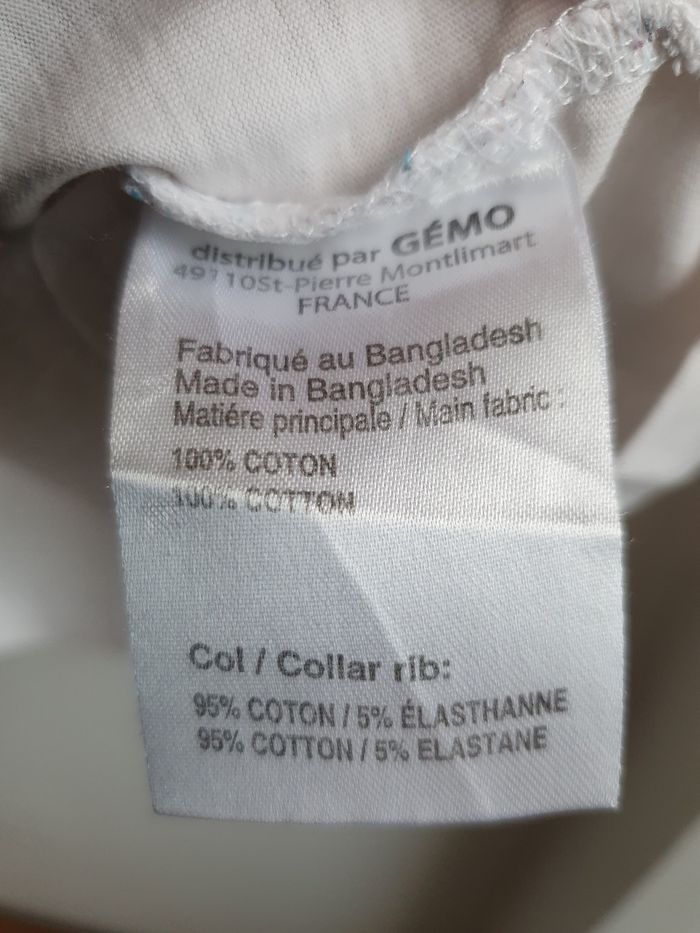 distribué par GÉMO
49110St-Pierre Montlimart
FRANCE
Fabriqué au Bangladesh
Made in Bangladesh
Matiére principale / Main fabric :
100% COTON
100% COTTON
Col / Collar rib:
95% COTON / 5% ÉLASTHANNE
95% COTTON / 5% ELASTANE